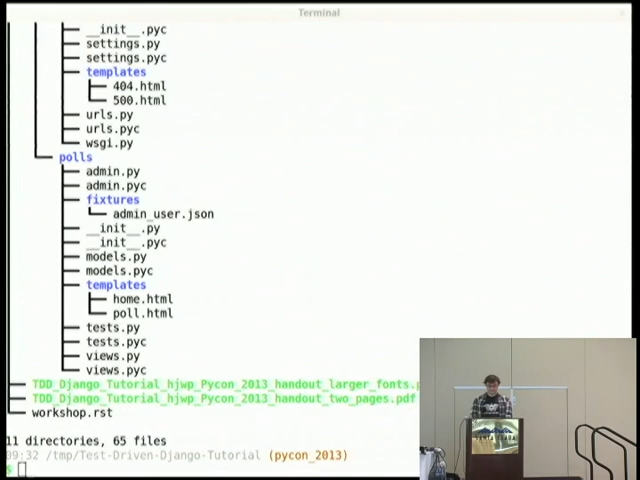 Terminal
__init__.pyc
settings.py
settings.pyc
templates
404.html
500.html
urls.py
urls.pyc
wsgi.py
polls
admin.py
admin.pyc
fixtures
admin_user.json
__init__.py
__init__.pyc
models.py
models.pyc
templates
home.html
poll.html
tests.py
tests.pyc
views.py
views.pyc
TDD_Django_Tutorial_hjwp_Pycon_2013_handout_larger_fonts.p
TDD_Django_Tutorial_hjwp_Pycon_2013_handout_two_pages.pdf
workshop.rst
11 directories, 65 files
09:32 /tmp/Test-Driven-Django-Tutorial (pycon_2013)
$